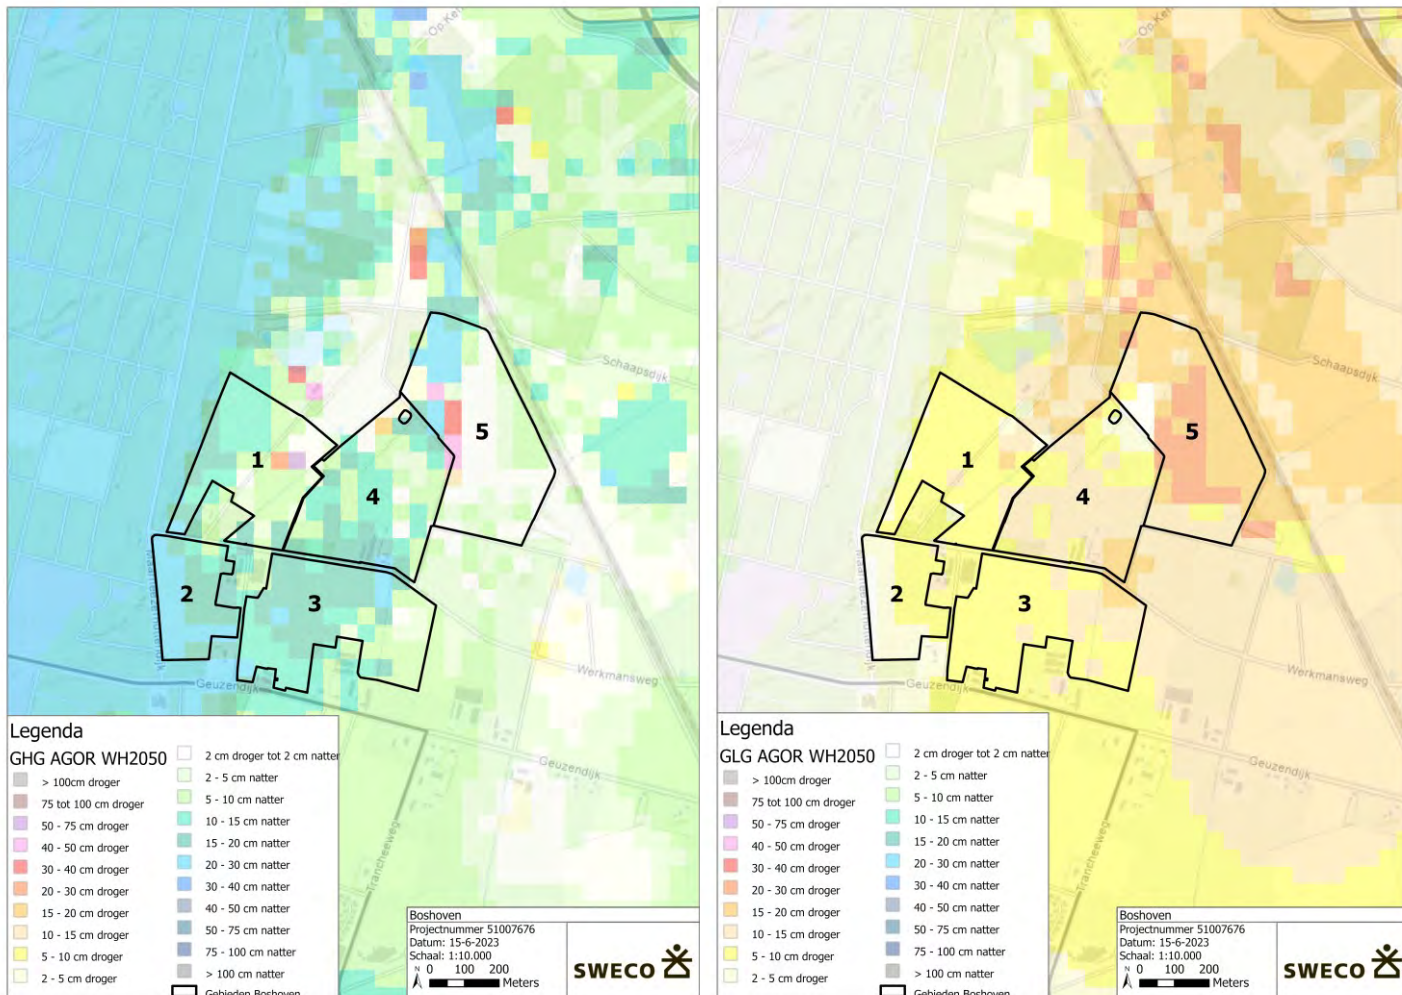 Op Ken
Schaapsdijk
1
5
4
2
3
Geuzendijk
Werkmansweg
Geuzendijk
Trancheeweg
Legenda
GHG AGOR WH2050
> 100cm droger
75 tot 100 cm droger
50 - 75 cm droger
40 - 50 cm droger
30 - 40 cm droger
20 - 30 cm droger
15 - 20 cm droger
10 - 15 cm droger
5 - 10 cm droger
2 - 5 cm droger
2 cm droger tot 2 cm natter
2 - 5 cm natter
5 - 10 cm natter
10 - 15 cm natter
15 - 20 cm natter
20 - 30 cm natter
30 - 40 cm natter
40 - 50 cm natter
50 - 75 cm natter
75 - 100 cm natter
> 100 cm natter
Gebieden Boshoven
Boshoven
Projectnummer 51007676
Datum: 15-6-2023
Schaal: 1:10.000
N 0 100 200
Meters
SWECO
Op Ken
Schaapsdijk
1
5
4
2
3
Geuzendijk
Werkmansweg
Geuzendijk
Trancheeweg
Legenda
GLG AGOR WH2050
> 100cm droger
75 tot 100 cm droger
50 - 75 cm droger
40 - 50 cm droger
30 - 40 cm droger
20 - 30 cm droger
15 - 20 cm droger
10 - 15 cm droger
5 - 10 cm droger
2 - 5 cm droger
2 cm droger tot 2 cm natter
2 - 5 cm natter
5 - 10 cm natter
10 - 15 cm natter
15 - 20 cm natter
20 - 30 cm natter
30 - 40 cm natter
40 - 50 cm natter
50 - 75 cm natter
75 - 100 cm natter
> 100 cm natter
Gebieden Boshoven
Boshoven
Projectnummer 51007676
Datum: 15-6-2023
Schaal: 1:10.000
N 0 100 200
Meters
SWECO